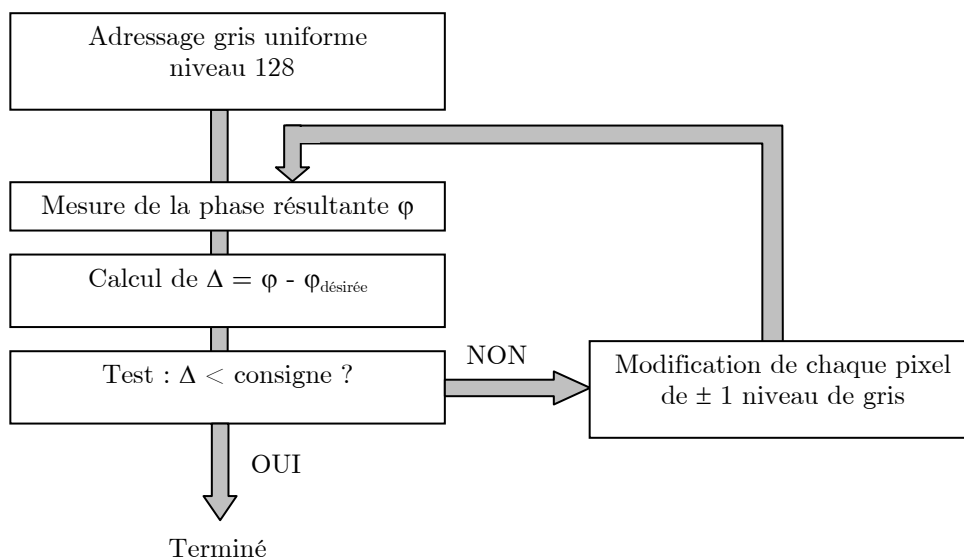 Adressage gris uniforme
niveau 128
Mesure de la phase résultante φ
Calcul de Δ = φ - φdésirée
Test : Δ < consigne ?
NON
Modification de chaque pixel
de ± 1 niveau de gris
OUI
Terminé